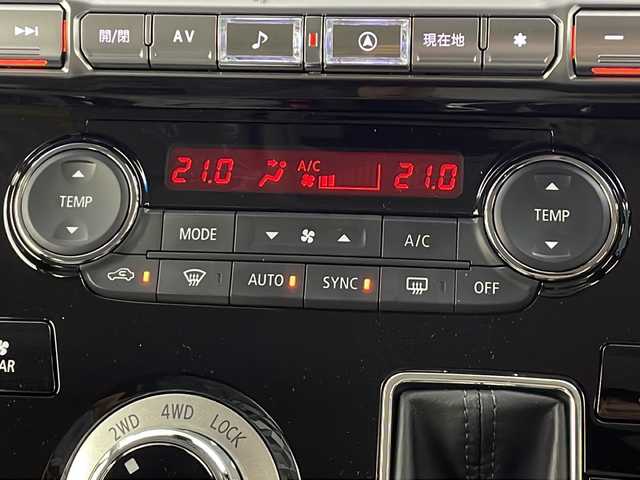 開/閉 AV 現在地
21.0 A/C 21.0
TEMP TEMP
MODE A/C
AUTO SYNC OFF
AR
2WD 4WD LOCK